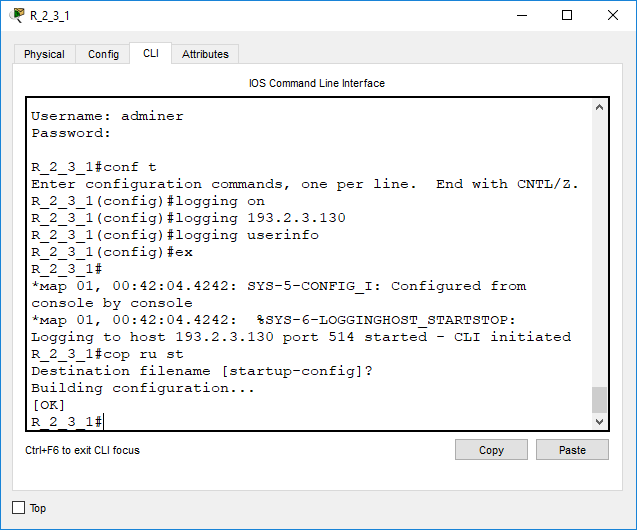 R_2_3_1
Physical Config CLI Attributes
IOS Command Line Interface
Username: adminer
Password:
R_2_3_1#conf t
Enter configuration commands, one per line.  End with CNTL/Z.
R_2_3_1(config)#logging on
R_2_3_1(config)#logging 193.2.3.130
R_2_3_1(config)#logging userinfo
R_2_3_1(config)#ex
R_2_3_1#
*мар 01, 00:42:04.4242: SYS-5-CONFIG_I: Configured from
console by console
*мар 01, 00:42:04.4242:  %SYS-6-LOGGINGHOST_STARTSTOP:
Logging to host 193.2.3.130 port 514 started - CLI initiated
R_2_3_1#cop ru st
Destination filename [startup-config]?
Building configuration...
[OK]
R_2_3_1#
Ctrl+F6 to exit CLI focus
Copy Paste
Top